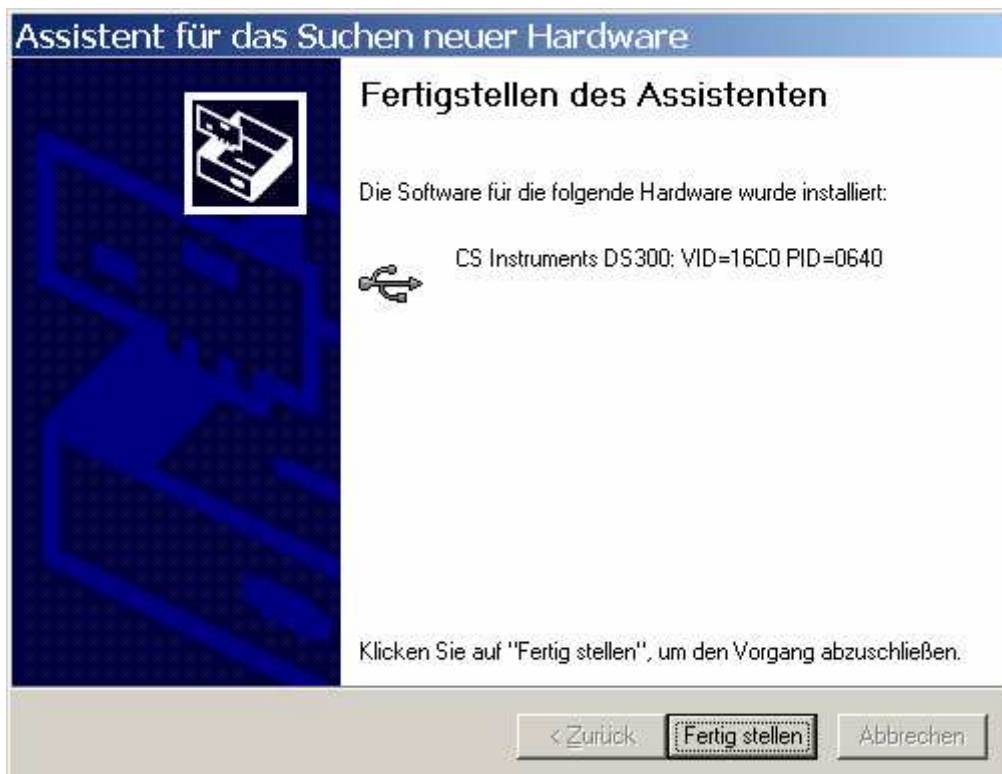 Assistent für das Suchen neuer Hardware
Fertigstellen des Assistenten
Die Software für die folgende Hardware wurde installiert:
CS Instruments DS300; VID=16C0 PID=0640
Klicken Sie auf "Fertig stellen", um den Vorgang abzuschließen.
< Zurück Fertig stellen Abbrechen